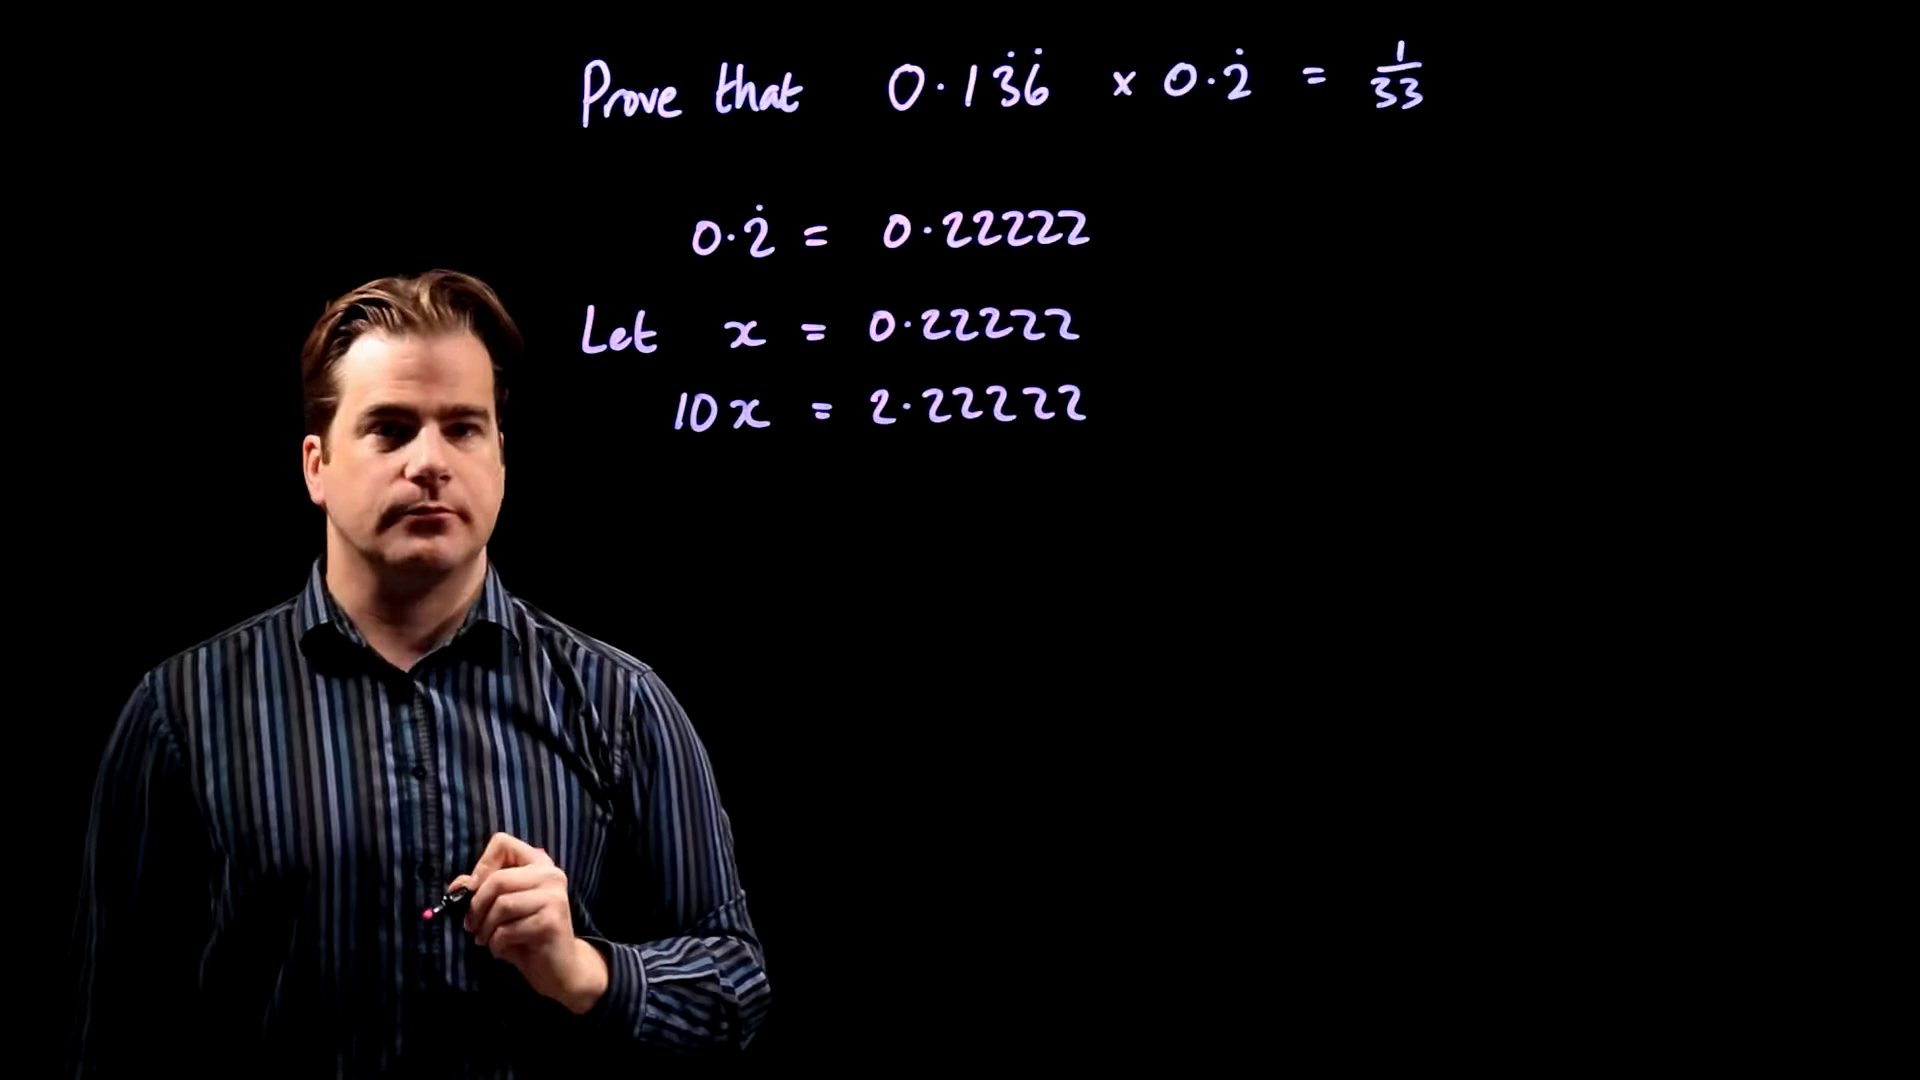 Prove that 0·13̇6̇ × 0·2̇ = 1/33
0·2̇ = 0·22222
Let x = 0·22222
10x = 2·22222